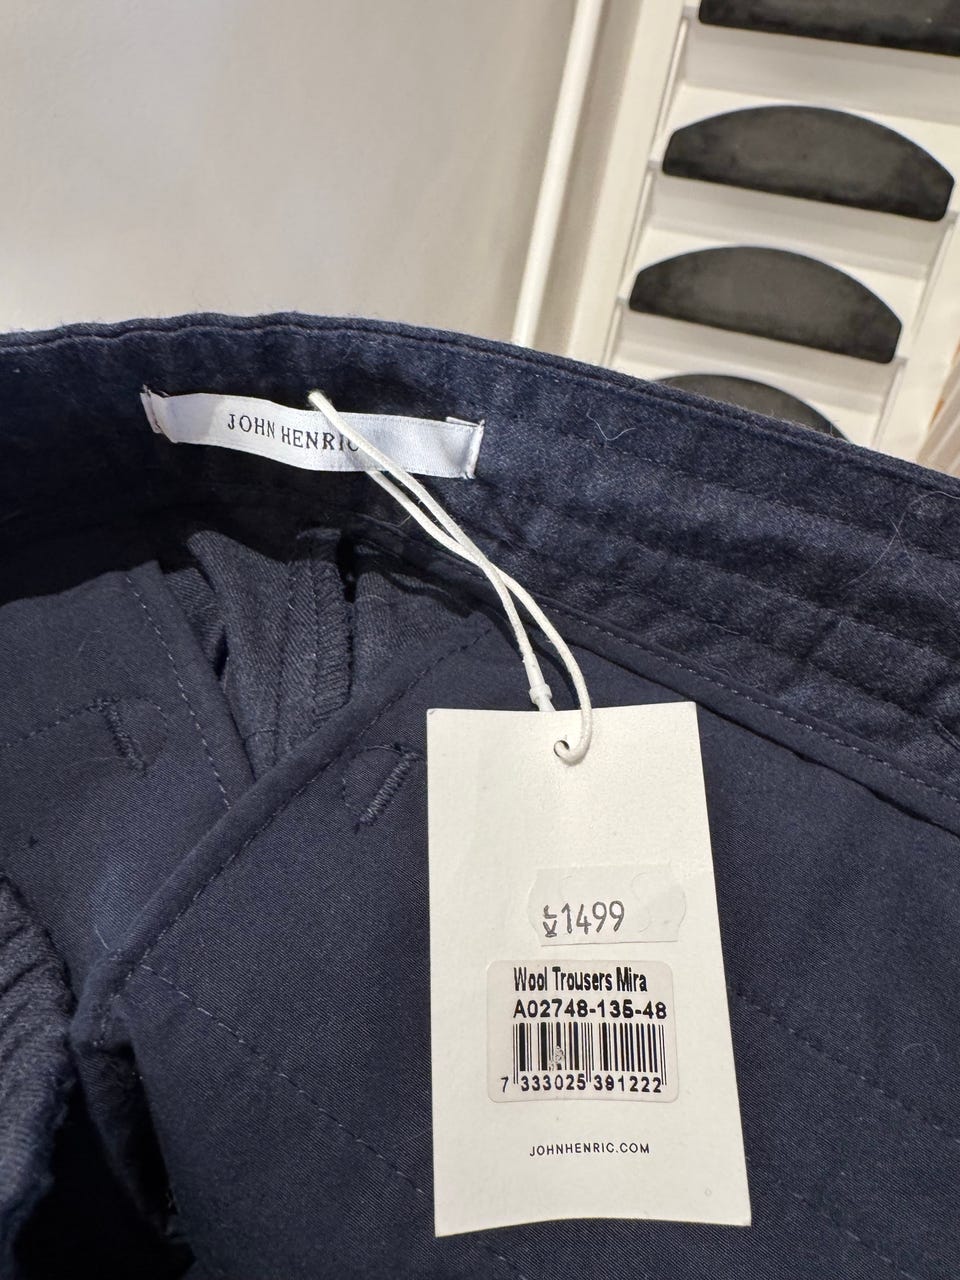 JOHN HENRIC
1499
Wool Trousers Mira
A02748-135-48
7 333025 391222
JOHNHENRIC.COM